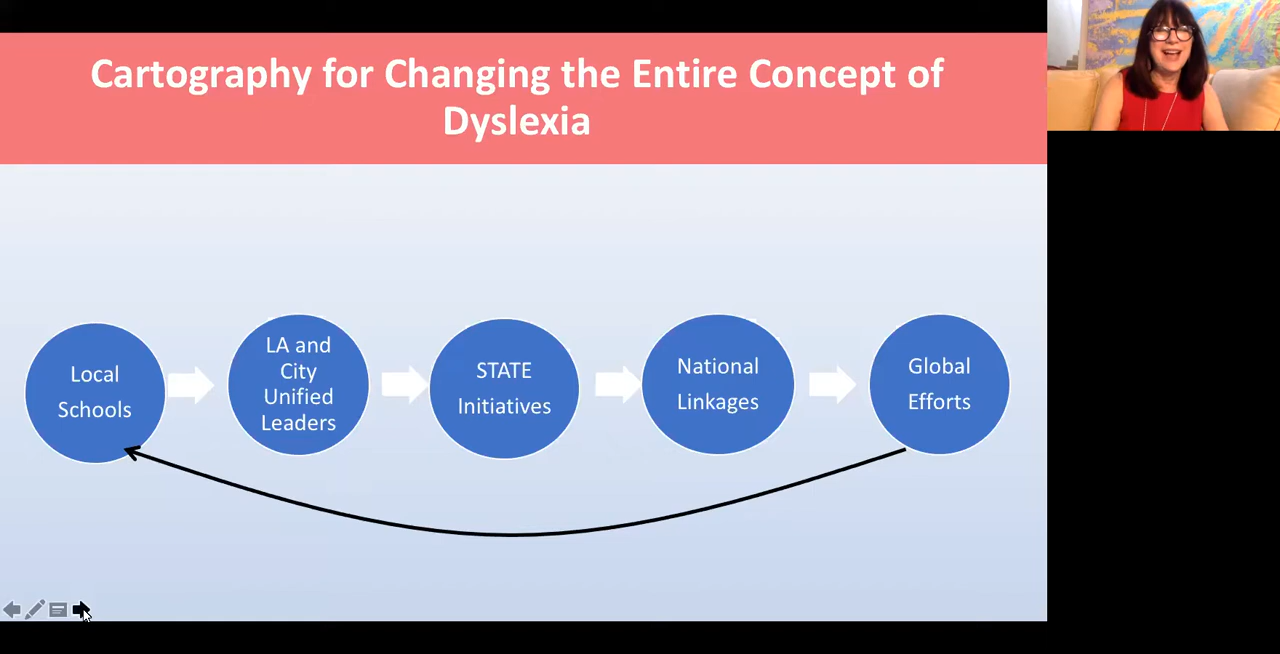 Cartography for Changing the Entire Concept of
Dyslexia
Local
Schools
LA and
City
Unified
Leaders
STATE
Initiatives
National
Linkages
Global
Efforts